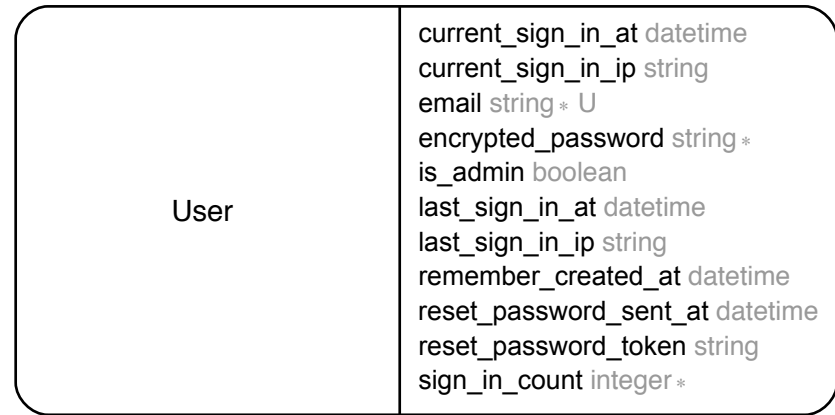 User
current_sign_in_at datetime
current_sign_in_ip string
email string ∗ U
encrypted_password string ∗
is_admin boolean
last_sign_in_at datetime
last_sign_in_ip string
remember_created_at datetime
reset_password_sent_at datetime
reset_password_token string
sign_in_count integer ∗